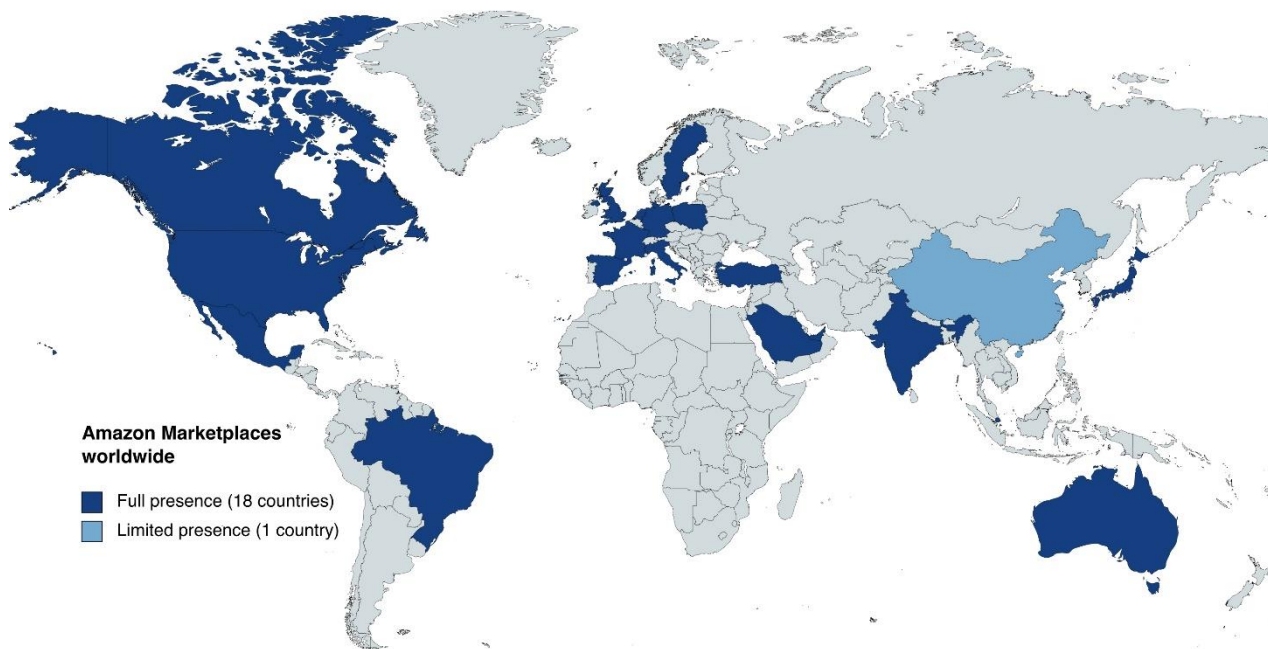 Amazon Marketplaces
worldwide
Full presence (18 countries)
Limited presence (1 country)